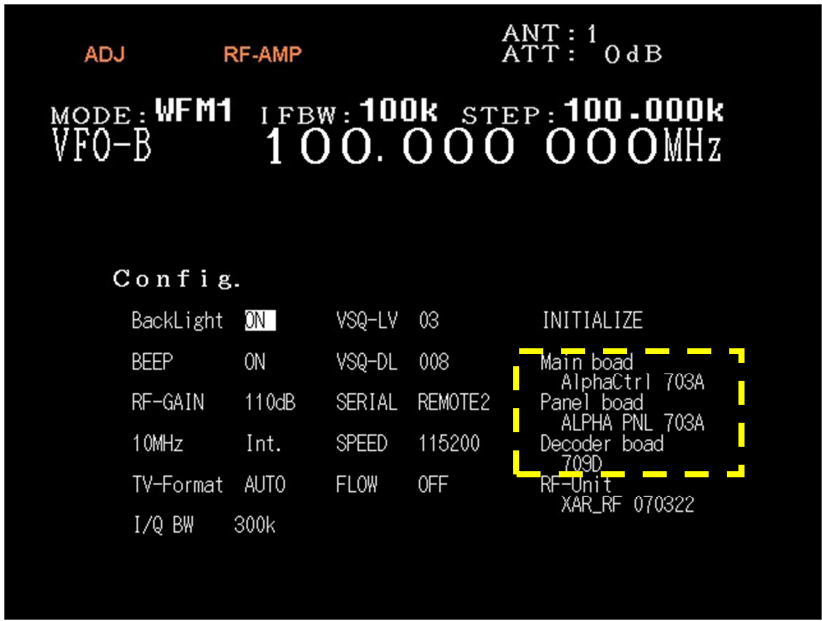 ANT:1
ADJ RF-AMP ATT: 0dB
MODE:WFM1 IFBW:100k STEP:100.000k
VFO-B 100.000 000MHz
Config.
BackLight ON VSQ-LV 03 INITIALIZE
BEEP ON VSQ-DL 008 Main boad
AlphaCtrl 703A
RF-GAIN 110dB SERIAL REMOTE2 Panel boad
ALPHA PNL 703A
10MHz Int. SPEED 115200 Decoder boad
709D
TV-Format AUTO FLOW OFF RF-Unit
XAR_RF 070322
I/Q BW 300k